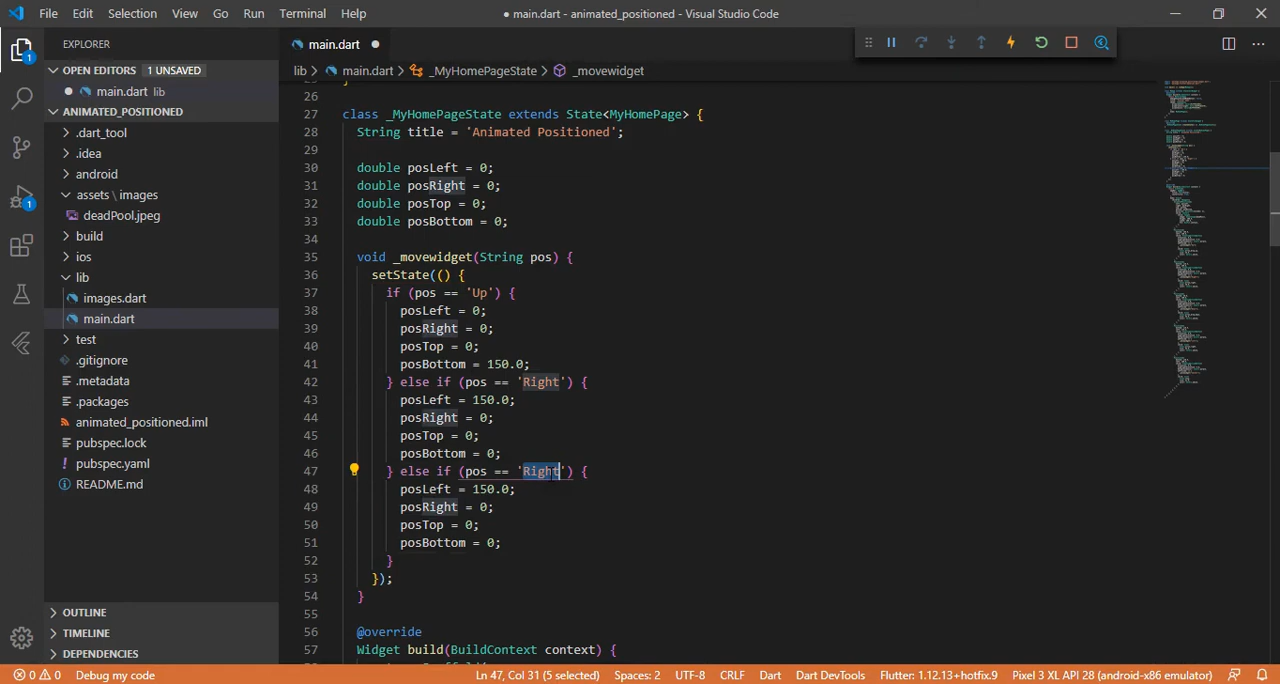 File Edit Selection View Go Run Terminal Help
● main.dart - animated_positioned - Visual Studio Code
EXPLORER
OPEN EDITORS 1 UNSAVED
main.dart lib
ANIMATED_POSITIONED
.dart_tool
.idea
android
assets \ images
deadPool.jpeg
build
ios
lib
images.dart
main.dart
test
.gitignore
.metadata
.packages
animated_positioned.iml
pubspec.lock
pubspec.yaml
README.md
OUTLINE
TIMELINE
DEPENDENCIES
1
1
main.dart
lib > main.dart > _MyHomePageState > _movewidget
26
27 class _MyHomePageState extends State<MyHomePage> {
28 String title = 'Animated Positioned';
29
30 double posLeft = 0;
31 double posRight = 0;
32 double posTop = 0;
33 double posBottom = 0;
34
35 void _movewidget(String pos) {
36 setState(() {
37 if (pos == 'Up') {
38 posLeft = 0;
39 posRight = 0;
40 posTop = 0;
41 posBottom = 150.0;
42 } else if (pos == 'Right') {
43 posLeft = 150.0;
44 posRight = 0;
45 posTop = 0;
46 posBottom = 0;
47 } else if (pos == 'Right') {
48 posLeft = 150.0;
49 posRight = 0;
50 posTop = 0;
51 posBottom = 0;
52 }
53 });
54 }
55
56 @override
57 Widget build(BuildContext context) {
0 0 Debug my code Ln 47, Col 31 (5 selected) Spaces: 2 UTF-8 CRLF Dart Dart DevTools Flutter: 1.12.13+hotfix.9 Pixel 3 XL API 28 (android-x86 emulator)